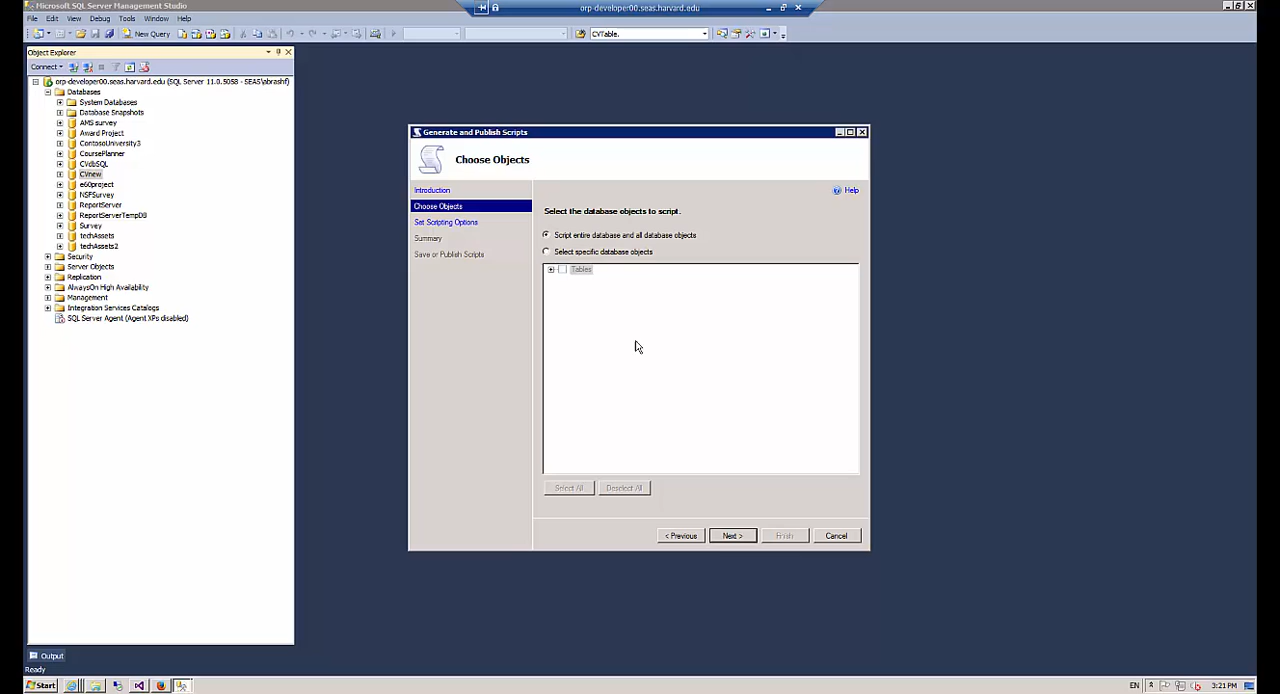 Microsoft SQL Server Management Studio
orp-developer00.seas.harvard.edu
File Edit View Debug Tools Window Help
New Query
CVTable.
Object Explorer
Connect
orp-developer00.seas.harvard.edu (SQL Server 11.0.5058 - SEAS\abrashf)
Databases
System Databases
Database Snapshots
AMS survey
Award Project
ContosoUniversity3
CoursePlanner
CVdbSQL
CVnew
e60project
NSFSurvey
ReportServer
ReportServerTempDB
Survey
techAssets
techAssets2
Security
Server Objects
Replication
AlwaysOn High Availability
Management
Integration Services Catalogs
SQL Server Agent (Agent XPs disabled)
Generate and Publish Scripts
Choose Objects
Introduction
Choose Objects
Set Scripting Options
Summary
Save or Publish Scripts
Help
Select the database objects to script.
Script entire database and all database objects
Select specific database objects
Tables
Select All Deselect All
< Previous Next > Finish Cancel
Output
Ready
Start
EN 3:21 PM